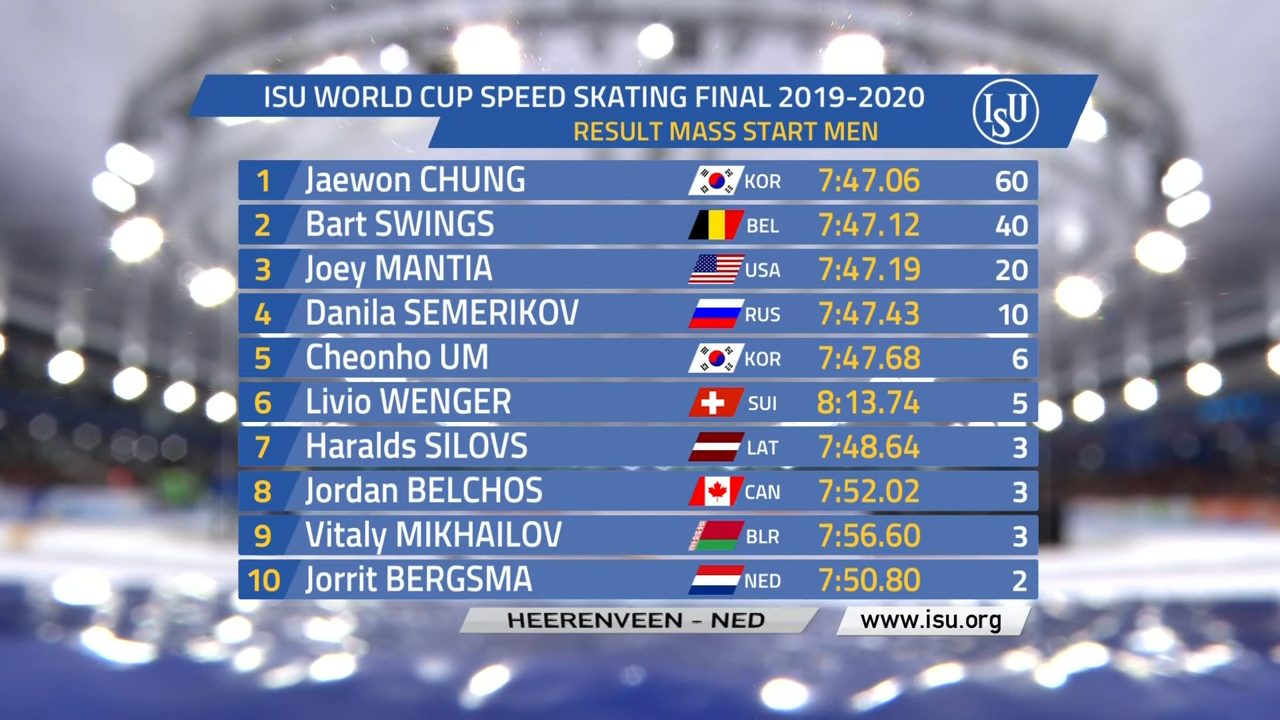 ISU WORLD CUP SPEED SKATING FINAL 2019-2020
ISU
RESULT MASS START MEN
1 Jaewon CHUNG KOR 7:47.06 60
2 Bart SWINGS BEL 7:47.12 40
3 Joey MANTIA USA 7:47.19 20
4 Danila SEMERIKOV RUS 7:47.43 10
5 Cheonho UM KOR 7:47.68 6
6 Livio WENGER SUI 8:13.74 5
7 Haralds SILOVS LAT 7:48.64 3
8 Jordan BELCHOS CAN 7:52.02 3
9 Vitaly MIKHAILOV BLR 7:56.60 3
10 Jorrit BERGSMA NED 7:50.80 2
HEERENVEEN - NED www.isu.org